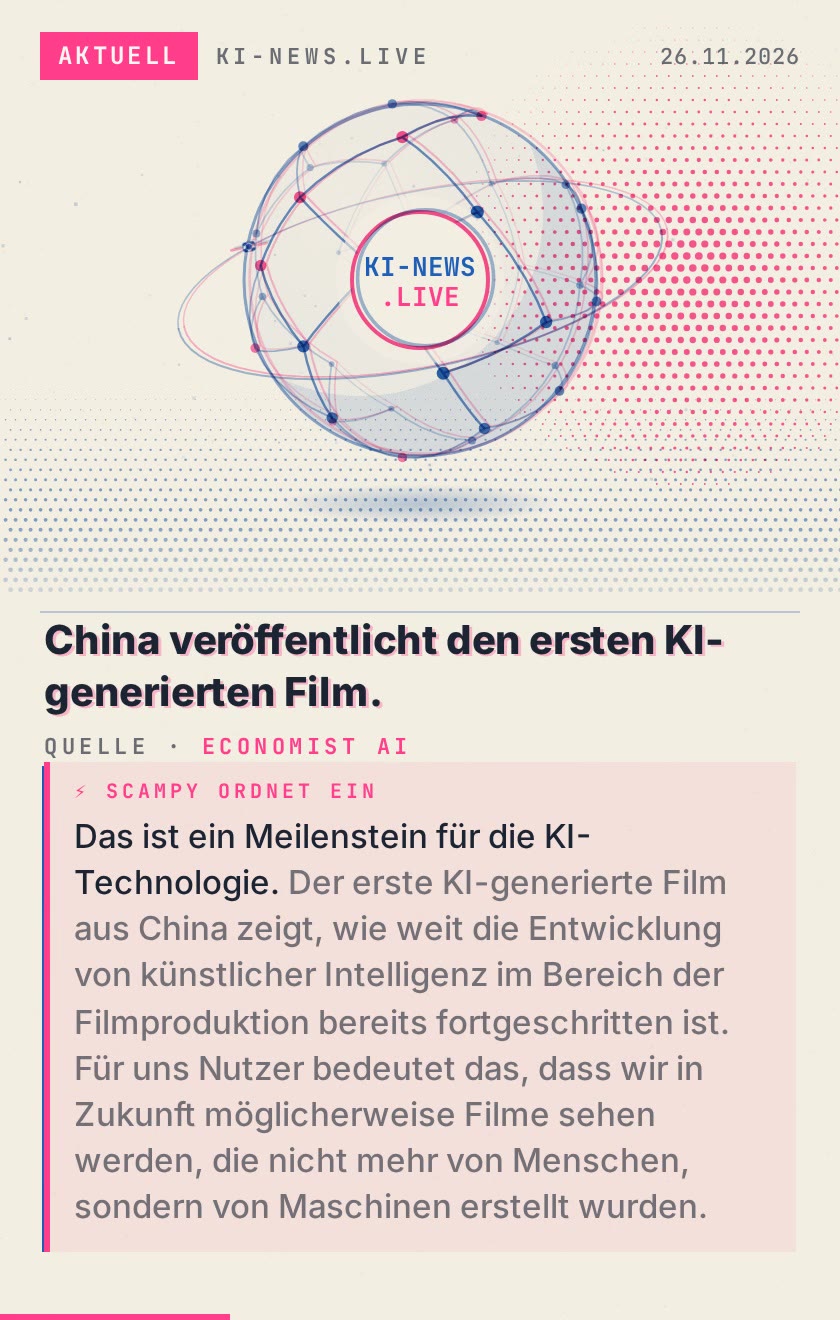 AKTUELL KI-NEWS.LIVE 26.11.2026
KI-NEWS
.LIVE
China veröffentlicht den ersten KI-
generierten Film.
QUELLE · ECONOMIST AI
⚡ SCAMPY ORDNET EIN
Das ist ein Meilenstein für die KI-
Technologie. Der erste KI-generierte Film
aus China zeigt, wie weit die Entwicklung
von künstlicher Intelligenz im Bereich der
Filmproduktion bereits fortgeschritten ist.
Für uns Nutzer bedeutet das, dass wir in
Zukunft möglicherweise Filme sehen
werden, die nicht mehr von Menschen,
sondern von Maschinen erstellt wurden.